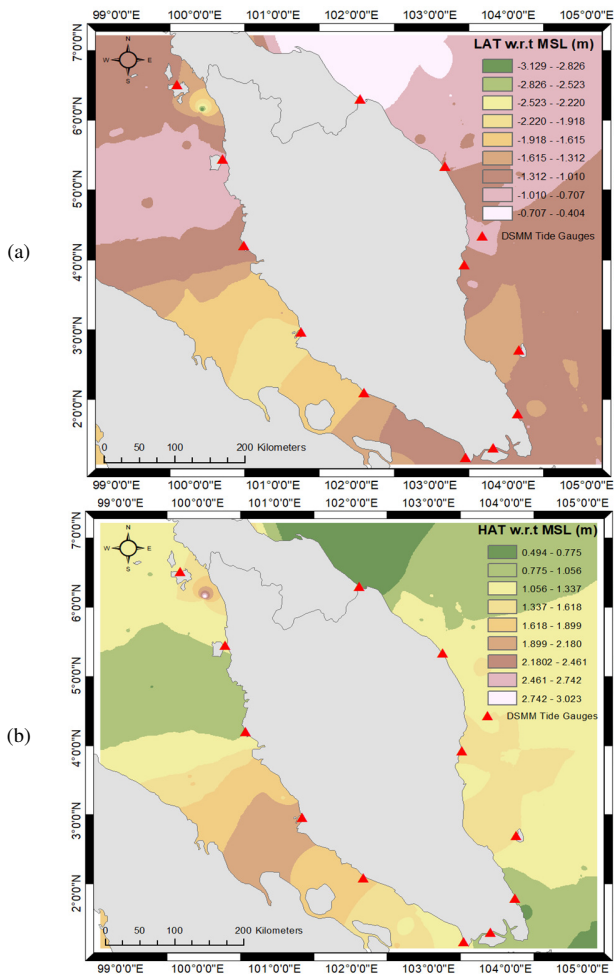 99°0'0"E 100°0'0"E 101°0'0"E 102°0'0"E 103°0'0"E 104°0'0"E 105°0'0"E
(a)
7°0'0"N
6°0'0"N
5°0'0"N
4°0'0"N
3°0'0"N
2°0'0"N
N
W E
S
LAT w.r.t MSL (m)
-3.129 - -2.826
-2.826 - -2.523
-2.523 - -2.220
-2.220 - -1.918
-1.918 - -1.615
-1.615 - -1.312
-1.312 - -1.010
-1.010 - -0.707
-0.707 - -0.404
DSMM Tide Gauges
0 50 100 200 Kilometers
99°0'0"E 100°0'0"E 101°0'0"E 102°0'0"E 103°0'0"E 104°0'0"E 105°0'0"E
99°0'0"E 100°0'0"E 101°0'0"E 102°0'0"E 103°0'0"E 104°0'0"E 105°0'0"E
(b)
7°0'0"N
6°0'0"N
5°0'0"N
4°0'0"N
3°0'0"N
2°0'0"N
N
W E
S
HAT w.r.t MSL (m)
0.494 - 0.775
0.775 - 1.056
1.056 - 1.337
1.337 - 1.618
1.618 - 1.899
1.899 - 2.180
2.1802 - 2.461
2.461 - 2.742
2.742 - 3.023
DSMM Tide Gauges
0 50 100 200 Kilometers
99°0'0"E 100°0'0"E 101°0'0"E 102°0'0"E 103°0'0"E 104°0'0"E 105°0'0"E